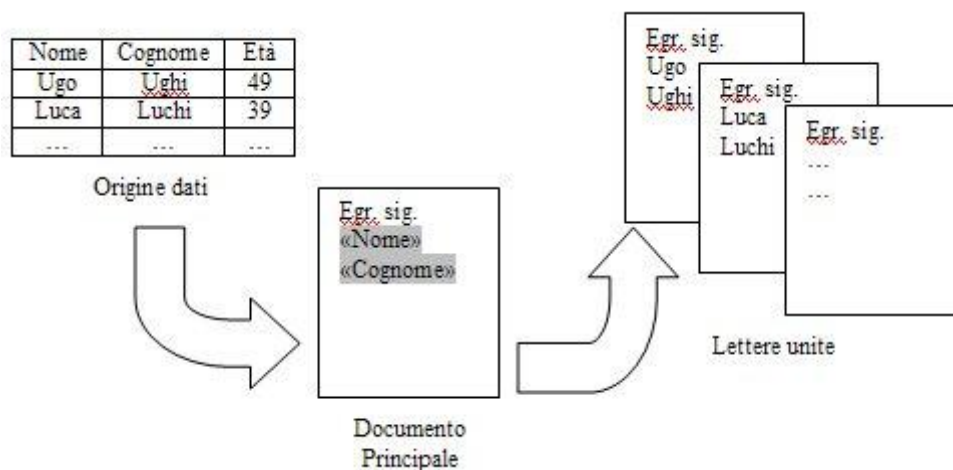 Nome Cognome Età
Ugo Ughi 49
Luca Luchi 39
... ... ...
Origine dati
Egr. sig.
«Nome»
«Cognome»
Documento
Principale
Egr. sig.
Ugo
Ughi
Egr. sig.
Luca
Luchi
Egr. sig.
...
...
Lettere unite